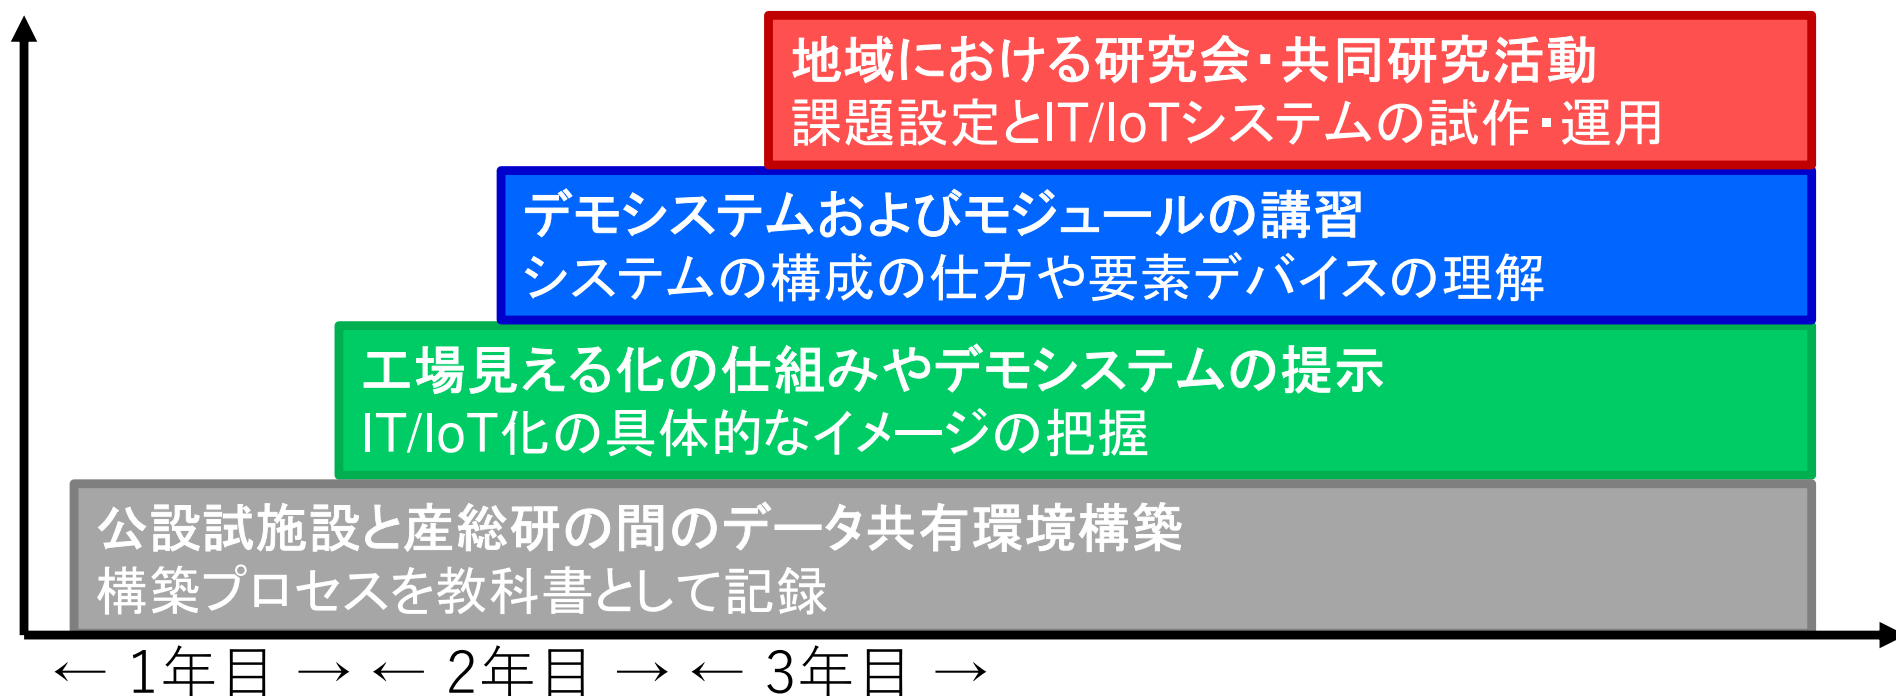 地域における研究会・共同研究活動
課題設定とIT/IoTシステムの試作・運用
デモシステムおよびモジュールの講習
システムの構成の仕方や要素デバイスの理解
工場見える化の仕組みやデモシステムの提示
IT/IoT化の具体的なイメージの把握
公設試施設と産総研の間のデータ共有環境構築
構築プロセスを教科書として記録
← 1年目 → ← 2年目 → ← 3年目 →